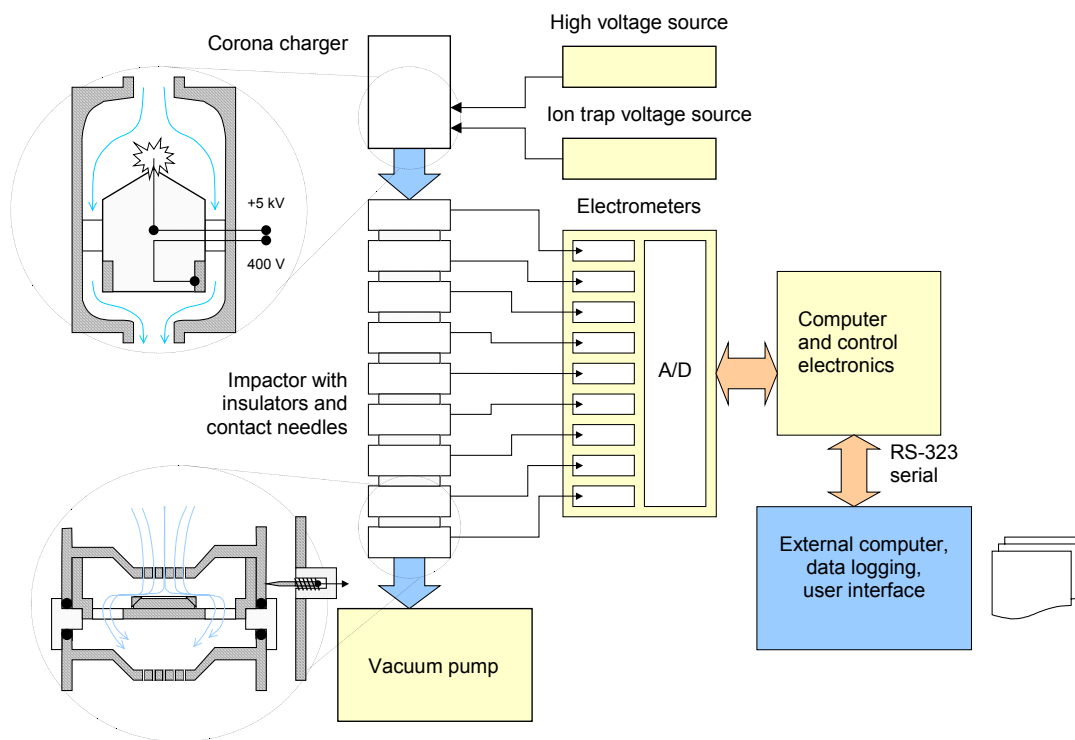 High voltage source
Corona charger
Ion trap voltage source
+5 kV
400 V
Electrometers
A/D
Computer
and control
electronics
Impactor with
insulators and
contact needles
RS-323
serial
External computer,
data logging,
user interface
Vacuum pump